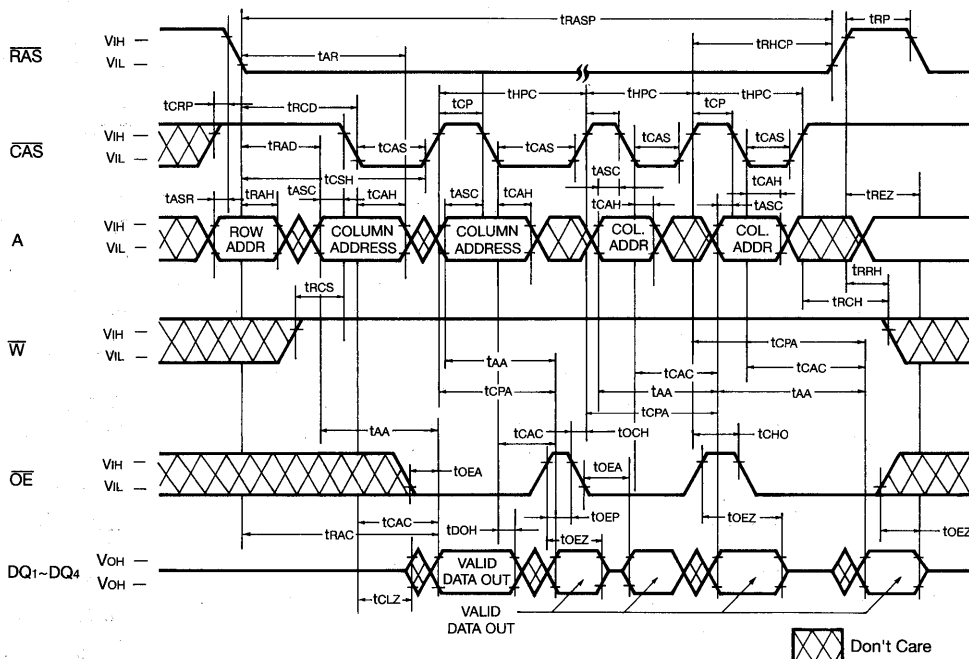 tRASP
tRP
RAS
VIH
VIL
tAR
tRHCP
tCRP
tRCD
tCP
tHPC
tHPC
tCP
tHPC
CAS
VIH
VIL
tRAD
tCAS
tCAS
tCAS
tCAS
tCSH
tASR
tRAH
tASC
tCAH
tASC
tCAH
tASC
tCAH
tCAH
tASC
tREZ
A
VIH
VIL
ROW ADDR
COLUMN ADDRESS
COLUMN ADDRESS
COL. ADDR
COL. ADDR
tRRH
tRCS
tRCH
W
VIH
VIL
tCPA
tAA
tCAC
tCAC
tCPA
tAA
tAA
tCPA
tAA
tCAC
tOCH
tCHO
OE
VIH
VIL
tOEA
tOEA
tCAC
tDOH
tOEP
tOEZ
tRAC
tOEZ
tOEZ
DQ1~DQ4
VOH
VOH
VALID DATA OUT
tCLZ
VALID
DATA OUT
Don't Care